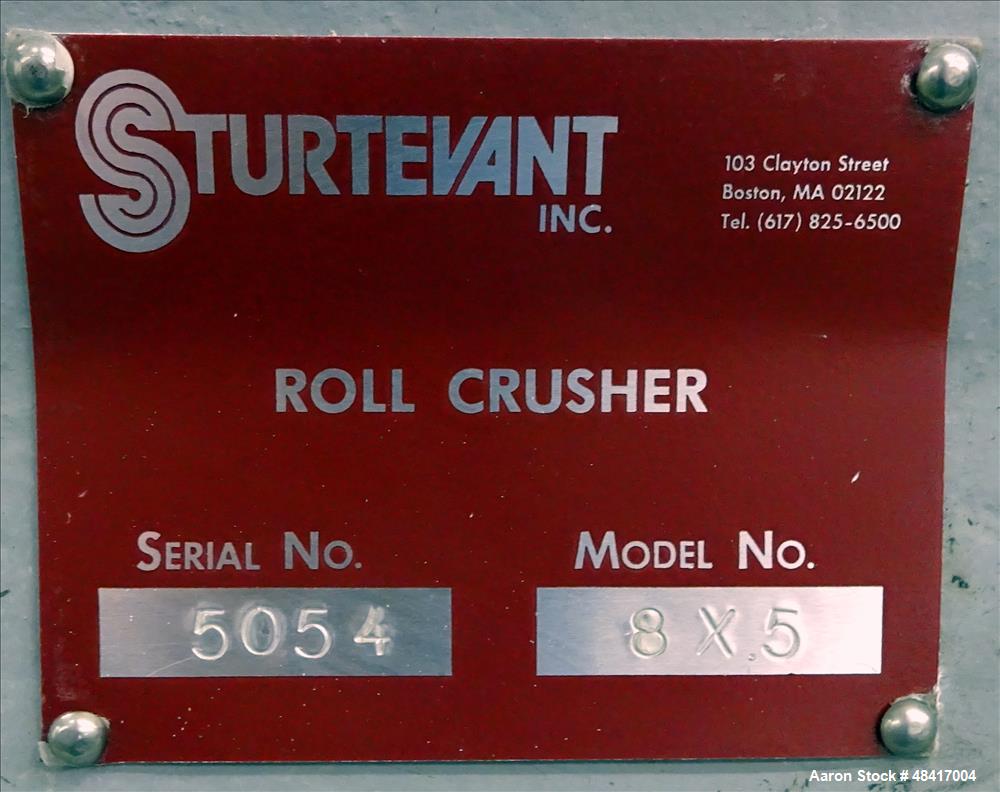 STURTEVANT
INC.
103 Clayton Street
Boston, MA 02122
Tel. (617) 825-6500
ROLL CRUSHER
SERIAL NO.
5054
MODEL NO.
8 X 5
Aaron Stock # 48417004